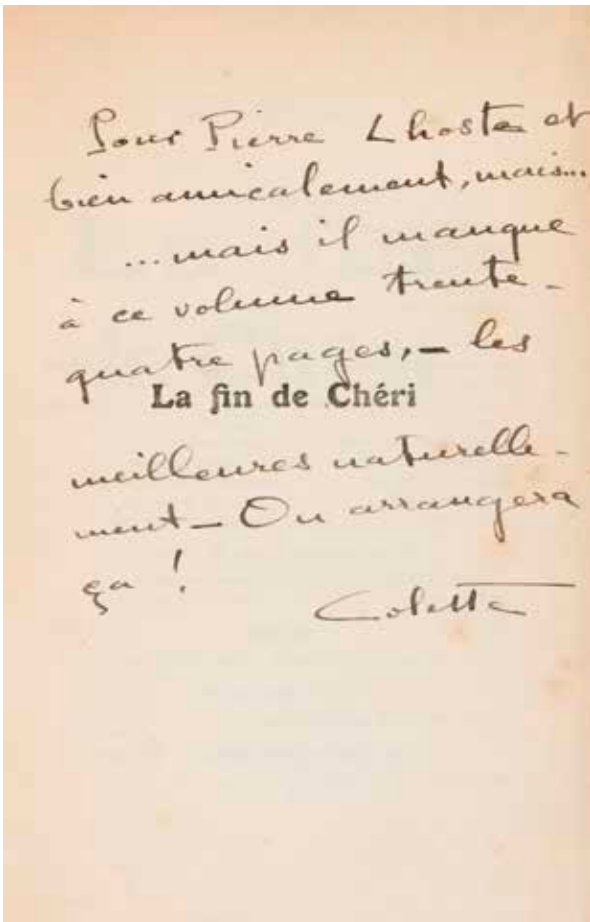 Pour Pierre Lhoste et
bien amicalement, mais...
...mais il manque
à ce volume trente-
quatre pages, – les
La fin de Chéri
meilleures naturelle-
ment – On arrangera
ça !
Colette